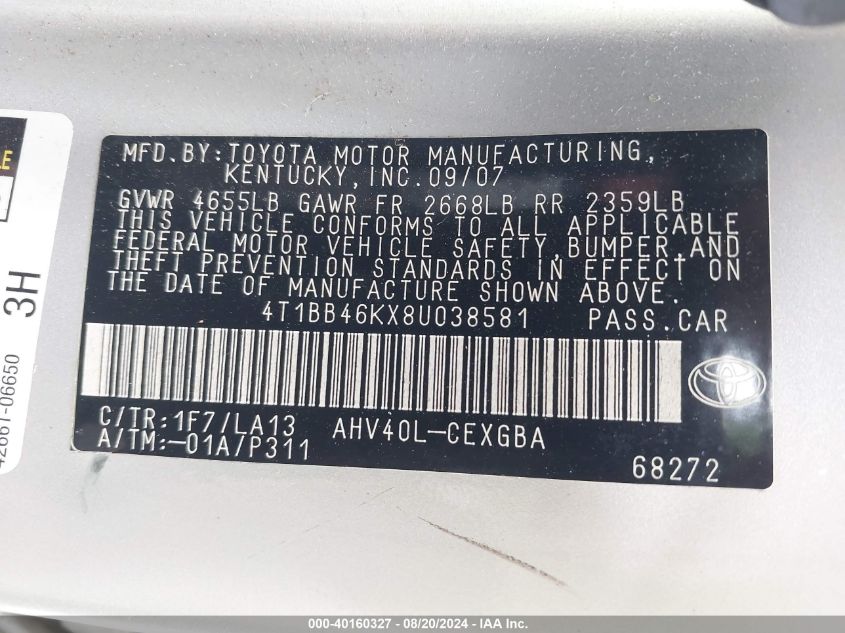 MFD.BY:TOYOTA MOTOR MANUFACTURING,
KENTUCKY, INC. 09/07
GVWR 4655LB GAWR FR 2668LB RR 2359LB
THIS VEHICLE CONFORMS TO ALL APPLICABLE
FEDERAL MOTOR VEHICLE SAFETY, BUMPER, AND
THEFT PREVENTION STANDARDS IN EFFECT ON
THE DATE OF MANUFACTURE SHOWN ABOVE.
4T1BB46KX8U038581 PASS.CAR
C/TR:1F7/LA13 AHV40L-CEXGBA
A/TM:-01A/P311
68272
3H
42661-06650
000-40160327 - 08/20/2024 - IAA Inc.